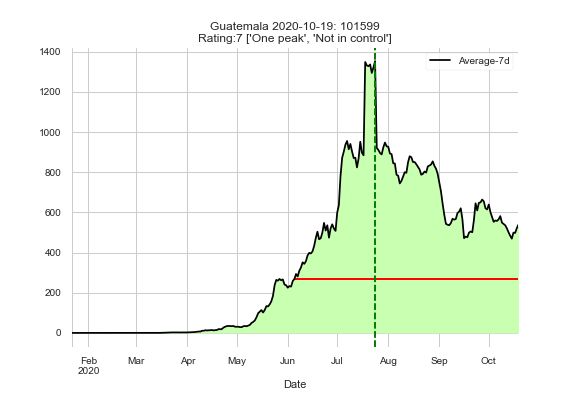 Guatemala 2020-10-19: 101599
Rating:7 ['One peak', 'Not in control']
Average-7d
1400
1200
1000
800
600
400
200
0
Feb Mar Apr May Jun Jul Aug Sep Oct
2020
Date